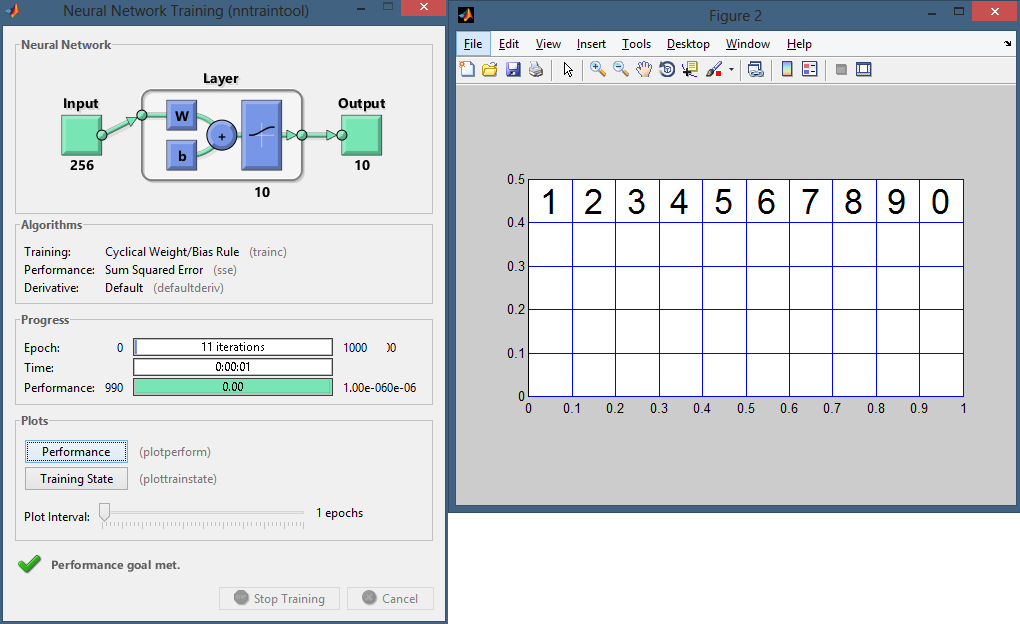 Neural Network Training (nntraintool)
Neural Network
Layer
Input
W
b
+
Output
256
10
10
Algorithms
Training: Cyclical Weight/Bias Rule (trainc)
Performance: Sum Squared Error (sse)
Derivative: Default (defaultderiv)
Progress
Epoch: 0 11 iterations 1000
Time: 0:00:01
Performance: 990 0.00 1.00e-060e-06
Plots
Performance (plotperform)
Training State (plottrainstate)
Plot Interval: 1 epochs
Performance goal met.
Stop Training Cancel
Figure 2
File Edit View Insert Tools Desktop Window Help
0.5 1 2 3 4 5 6 7 8 9 0
0.4
0.3
0.2
0.1
0
0 0.1 0.2 0.3 0.4 0.5 0.6 0.7 0.8 0.9 1